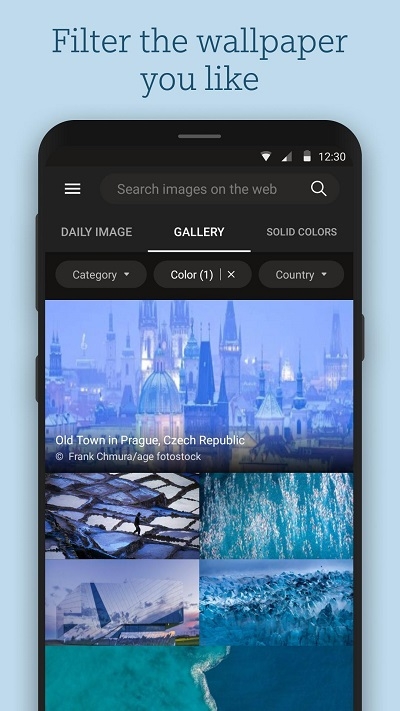 Filter the wallpaper
you like
12:30
Search images on the web
DAILY IMAGE
GALLERY
SOLID COLORS
Category
Color (1)
Country
Old Town in Prague, Czech Republic
© Frank Chmura/age fotostock